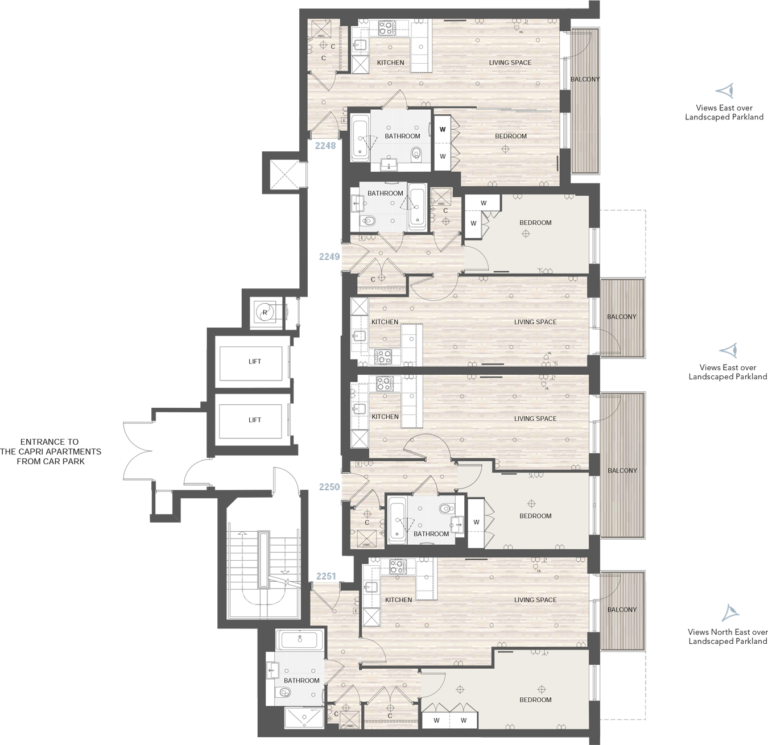 C
C
KITCHEN
LIVING SPACE
BALCONY
Views East over
Landscaped Parkland
W
BATHROOM
BEDROOM
2248
W
BATHROOM
C
W
W
BEDROOM
2249
C
KITCHEN
LIVING SPACE
BALCONY
R
LIFT
Views East over
Landscaped Parkland
LIFT
KITCHEN
LIVING SPACE
ENTRANCE TO
THE CAPRI APARTMENTS
FROM CAR PARK
BALCONY
2250
C
BATHROOM
W
BEDROOM
2251
KITCHEN
LIVING SPACE
BALCONY
Views North East over
Landscaped Parkland
BATHROOM
C
C
W
W
BEDROOM